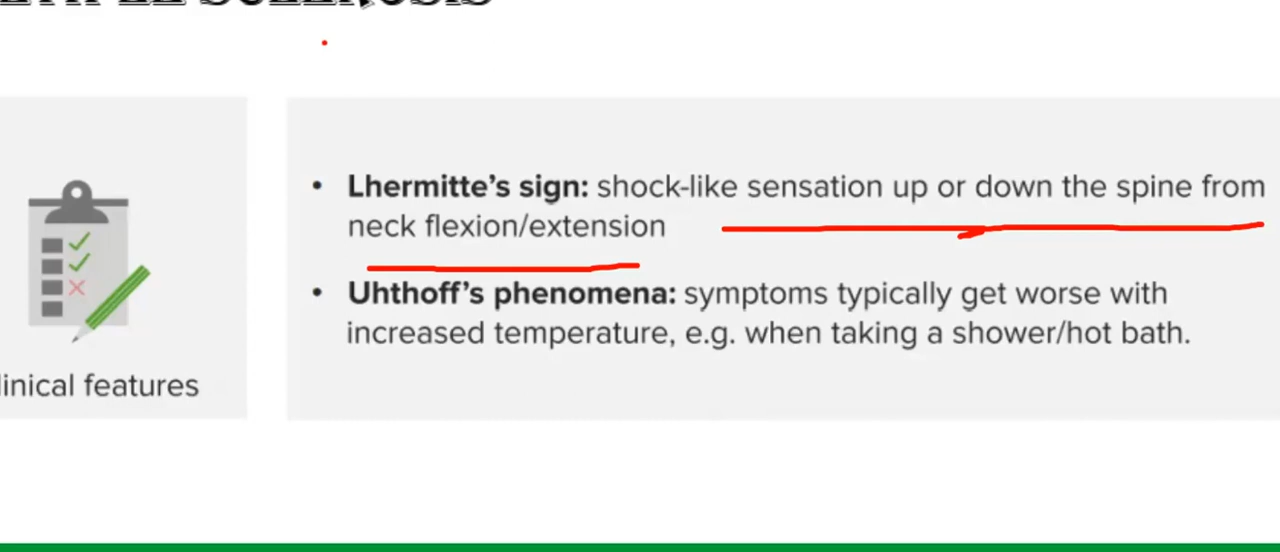 SCLEROSIS
• Lhermitte's sign: shock-like sensation up or down the spine from
neck flexion/extension
• Uhthoff's phenomena: symptoms typically get worse with
increased temperature, e.g. when taking a shower/hot bath.
linical features